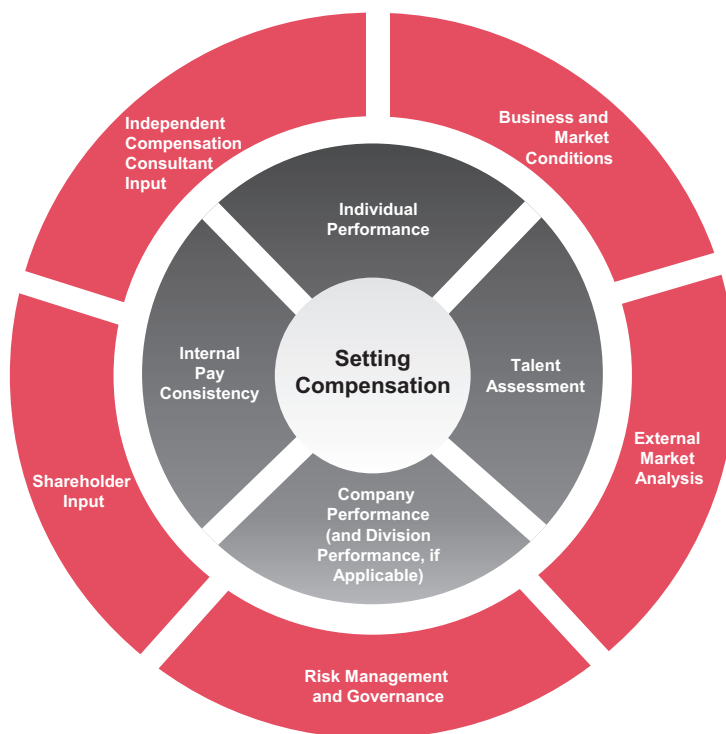 Independent
Compensation
Consultant
Input
Business and
Market
Conditions
Individual
Performance
Internal
Pay
Consistency
Setting
Compensation
Talent
Assessment
External
Market
Analysis
Shareholder
Input
Company
Performance
(and Division
Performance, if
Applicable)
Risk Management
and Governance